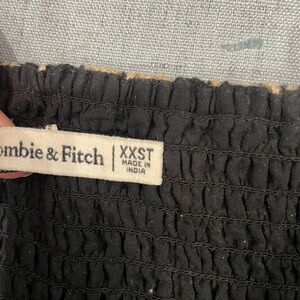 ombie & Fitch
XXST
MADE IN
INDIA